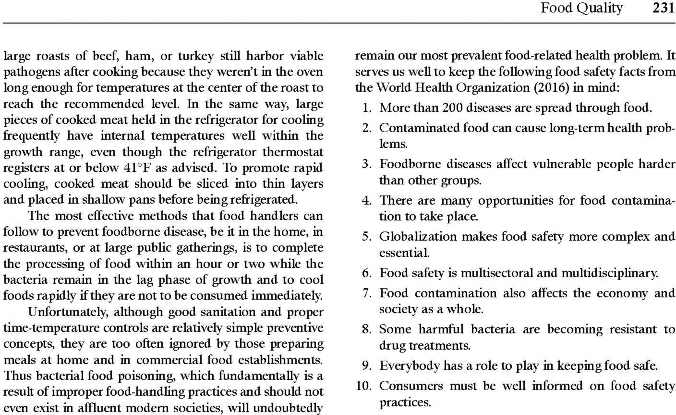 Food Quality 231
large roasts of beef, ham, or turkey still harbor viable
pathogens after cooking because they weren't in the oven
long enough for temperatures at the center of the roast to
reach the recommended level. In the same way, large
pieces of cooked meat held in the refrigerator for cooling
frequently have internal temperatures well within the
growth range, even though the refrigerator thermostat
registers at or below 41°F as advised. To promote rapid
cooling, cooked meat should be sliced into thin layers
and placed in shallow pans before being refrigerated.
The most effective methods that food handlers can
follow to prevent foodborne disease, be it in the home, in
restaurants, or at large public gatherings, is to complete
the processing of food within an hour or two while the
bacteria remain in the lag phase of growth and to cool
foods rapidly if they are not to be consumed immediately.
Unfortunately, although good sanitation and proper
time-temperature controls are relatively simple preventive
concepts, they are too often ignored by those preparing
meals at home and in commercial food establishments.
Thus bacterial food poisoning, which fundamentally is a
result of improper food-handling practices and should not
even exist in affluent modern societies, will undoubtedly
remain our most prevalent food-related health problem. It
serves us well to keep the following food safety facts from
the World Health Organization (2016) in mind:
1. More than 200 diseases are spread through food.
2. Contaminated food can cause long-term health prob-
lems.
3. Foodborne diseases affect vulnerable people harder
than other groups.
4. There are many opportunities for food contamina-
tion to take place.
5. Globalization makes food safety more complex and
essential.
6. Food safety is multisectoral and multidisciplinary.
7. Food contamination also affects the economy and
society as a whole.
8. Some harmful bacteria are becoming resistant to
drug treatments.
9. Everybody has a role to play in keeping food safe.
10. Consumers must be well informed on food safety
practices.